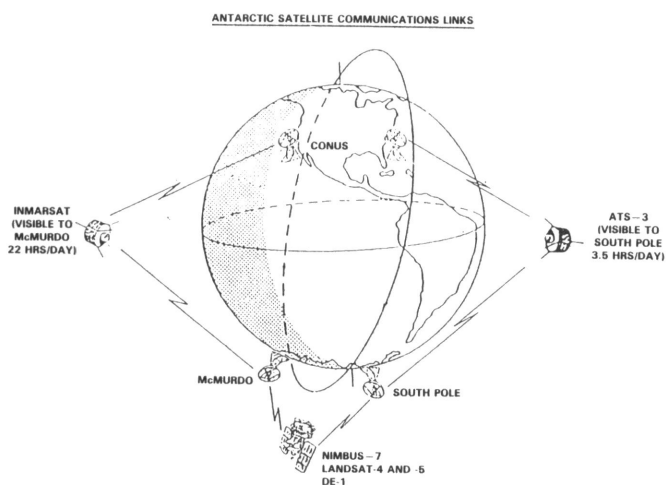 ANTARCTIC SATELLITE COMMUNICATIONS LINKS
CONUS
INMARSAT
(VISIBLE TO
McMURDO
22 HRS/DAY)
ATS-3
(VISIBLE TO
SOUTH POLE
3.5 HRS/DAY)
McMURDO
SOUTH POLE
NIMBUS-7
LANDSAT-4 AND -5
DE-1